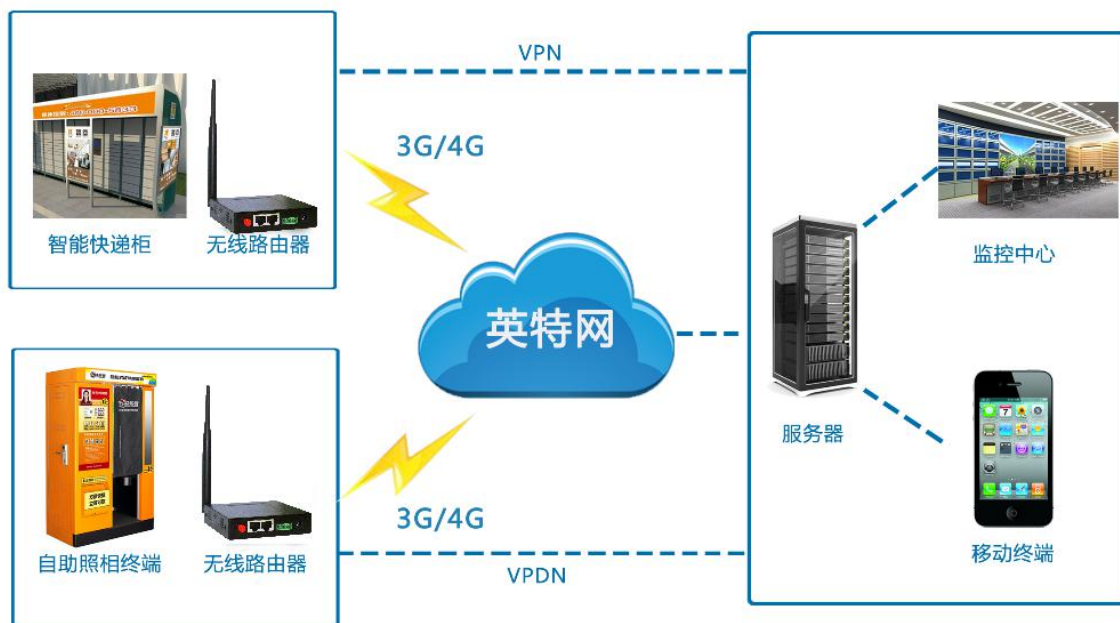 VPN
3G/4G
智能快递柜
无线路由器
监控中心
英特网
服务器
3G/4G
自助照相终端
无线路由器
移动终端
VPDN